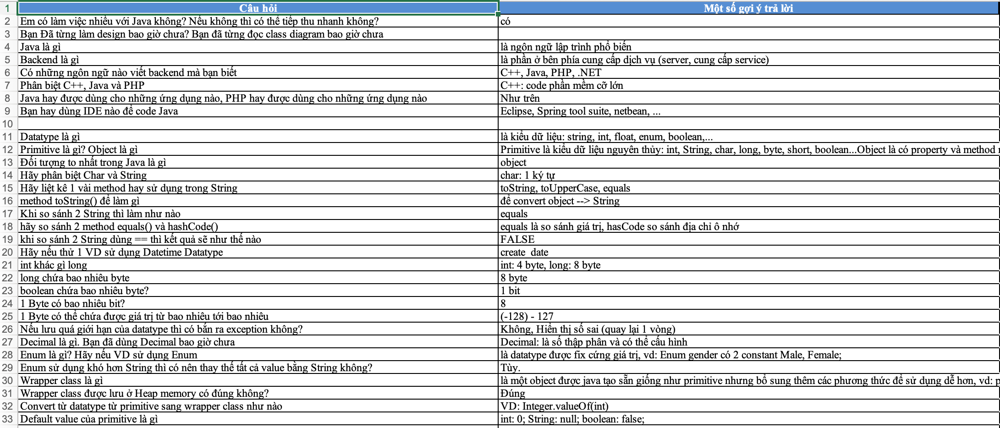 1 Câu hỏi Một số gợi ý trả lời
2 Em có làm việc nhiều với Java không? Nếu không thì có thể tiếp thu nhanh không? có
3 Bạn Đã từng làm design bao giờ chưa? Bạn đã từng đọc class diagram bao giờ chưa
4 Java là gì là ngôn ngữ lập trình phổ biến
5 Backend là gì là phần ở bên phía cung cấp dịch vụ (server, cung cấp service)
6 Có những ngôn ngữ nào viết backend mà bạn biết C++, Java, PHP, .NET
7 Phân biệt C++, Java và PHP C++: code phần mềm cỡ lớn
8 Java hay được dùng cho những ứng dụng nào, PHP hay được dùng cho những ứng dụng nào Như trên
9 Bạn hay dùng IDE nào để code Java Eclipse, Spring tool suite, netbean, ...
10
11 Datatype là gì là kiểu dữ liệu: string, int, float, enum, boolean,...
12 Primitive là gì? Object là gì Primitive là kiểu dữ liệu nguyên thủy: int, String, char, long, byte, short, boolean...Object là có property và method
13 Đối tượng to nhất trong Java là gì object
14 Hãy phân biệt Char và String char: 1 ký tự
15 Hãy liệt kê 1 vài method hay sử dụng trong String toString, toUpperCase, equals
16 method toString() để làm gì để convert object --> String
17 Khi so sánh 2 String thì làm như nào equals
18 hãy so sánh 2 method equals() và hashCode() equals là so sánh giá trị, hasCode so sánh địa chỉ ô nhớ
19 khi so sánh 2 String dùng == thì kết quả sẽ như thế nào FALSE
20 Hãy nếu thử 1 VD sử dụng Datetime Datatype create date
21 int khác gì long int: 4 byte, long: 8 byte
22 long chứa bao nhiêu byte 8 byte
23 boolean chứa bao nhiêu byte? 1 bit
24 1 Byte có bao nhiêu bit? 8
25 1 Byte có thể chứa được giá trị từ bao nhiêu tới bao nhiêu (-128) - 127
26 Nếu lưu quá giới hạn của datatype thì có bắn ra exception không? Không, Hiển thị số sai (quay lại 1 vòng)
27 Decimal là gì. Bạn đã dùng Decimal bao giờ chưa Decimal: là số thập phân và có thể cấu hình
28 Enum là gì? Hãy nếu VD sử dụng Enum là datatype được fix cứng giá trị, vd: Enum gender có 2 constant Male, Female;
29 Enum sử dụng khó hơn String thì có nên thay thế tất cả value bằng String không? Tùy.
30 Wrapper class là gì là một object được java tạo sẵn giống như primitive nhưng bổ sung thêm các phương thức để sử dụng dễ hơn, vd:
31 Wrapper class được lưu ở Heap memory có đúng không? Đúng
32 Convert từ datatype từ primitive sang wrapper class như nào VD: Integer.valueOf(int)
33 Default value của primitive là gì int: 0; String: null; boolean: false;